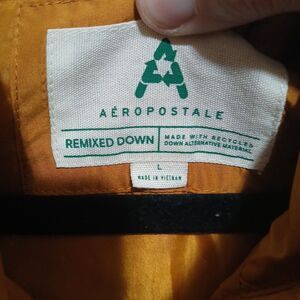 AÉROPOSTALE
REMIXED DOWN
MADE WITH RECYCLED
DOWN ALTERNATIVE MATERIAL
L
MADE IN VIETNAM